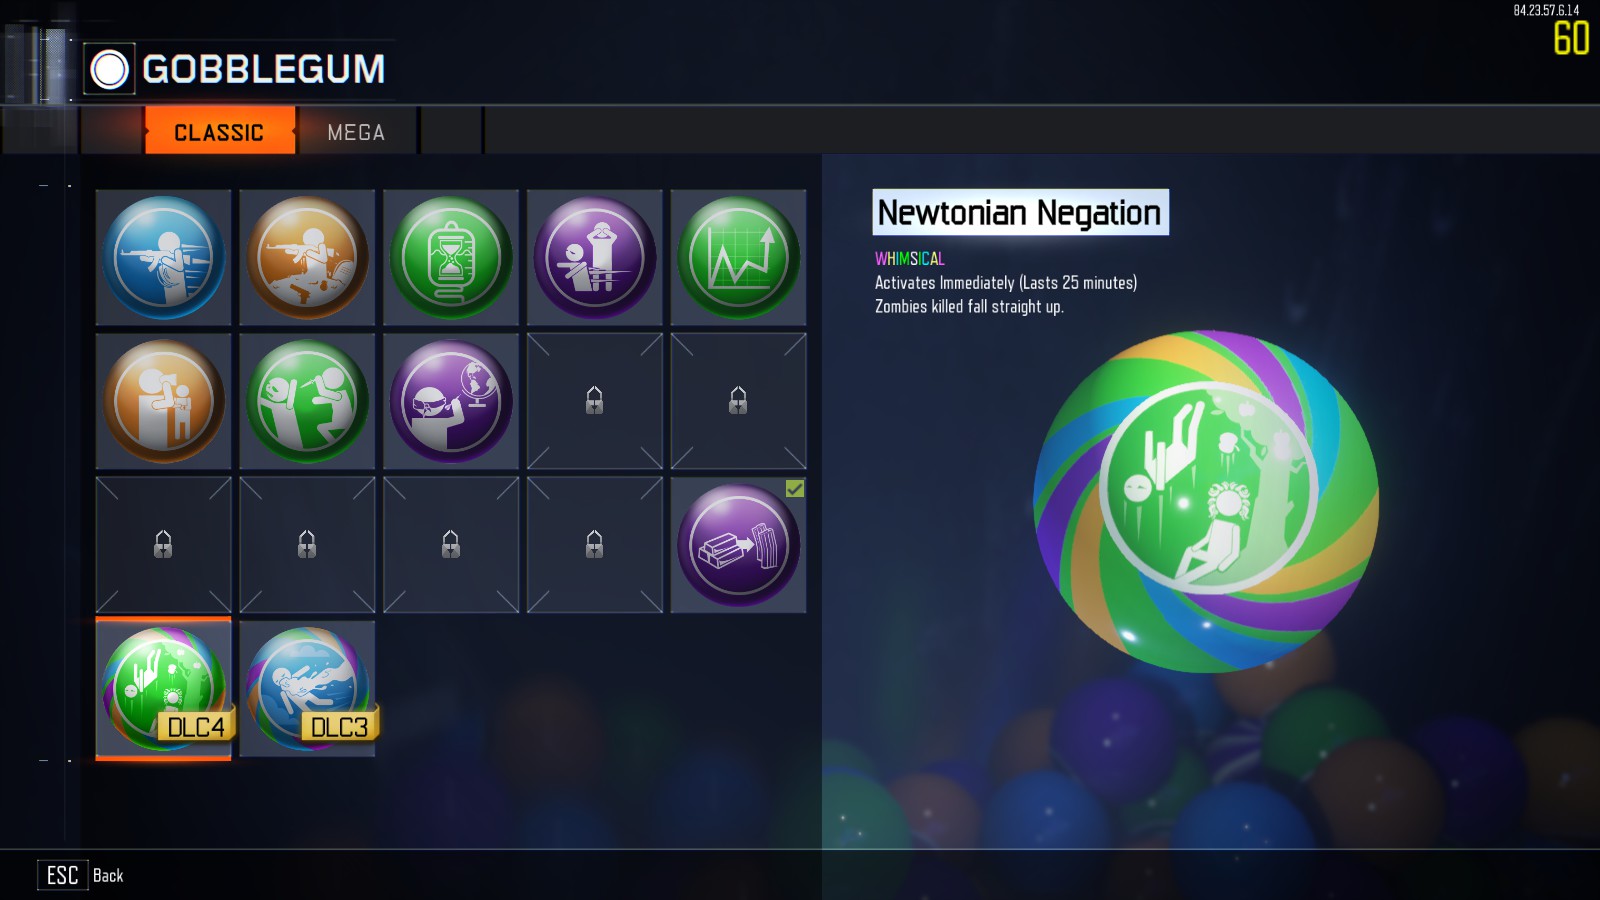 84.23.57.6.14
60
GOBBLEGUM
CLASSIC
MEGA
Newtonian Negation
WHIMSICAL
Activates Immediately (Lasts 25 minutes)
Zombies killed fall straight up.
DLC4
DLC3
ESC Back